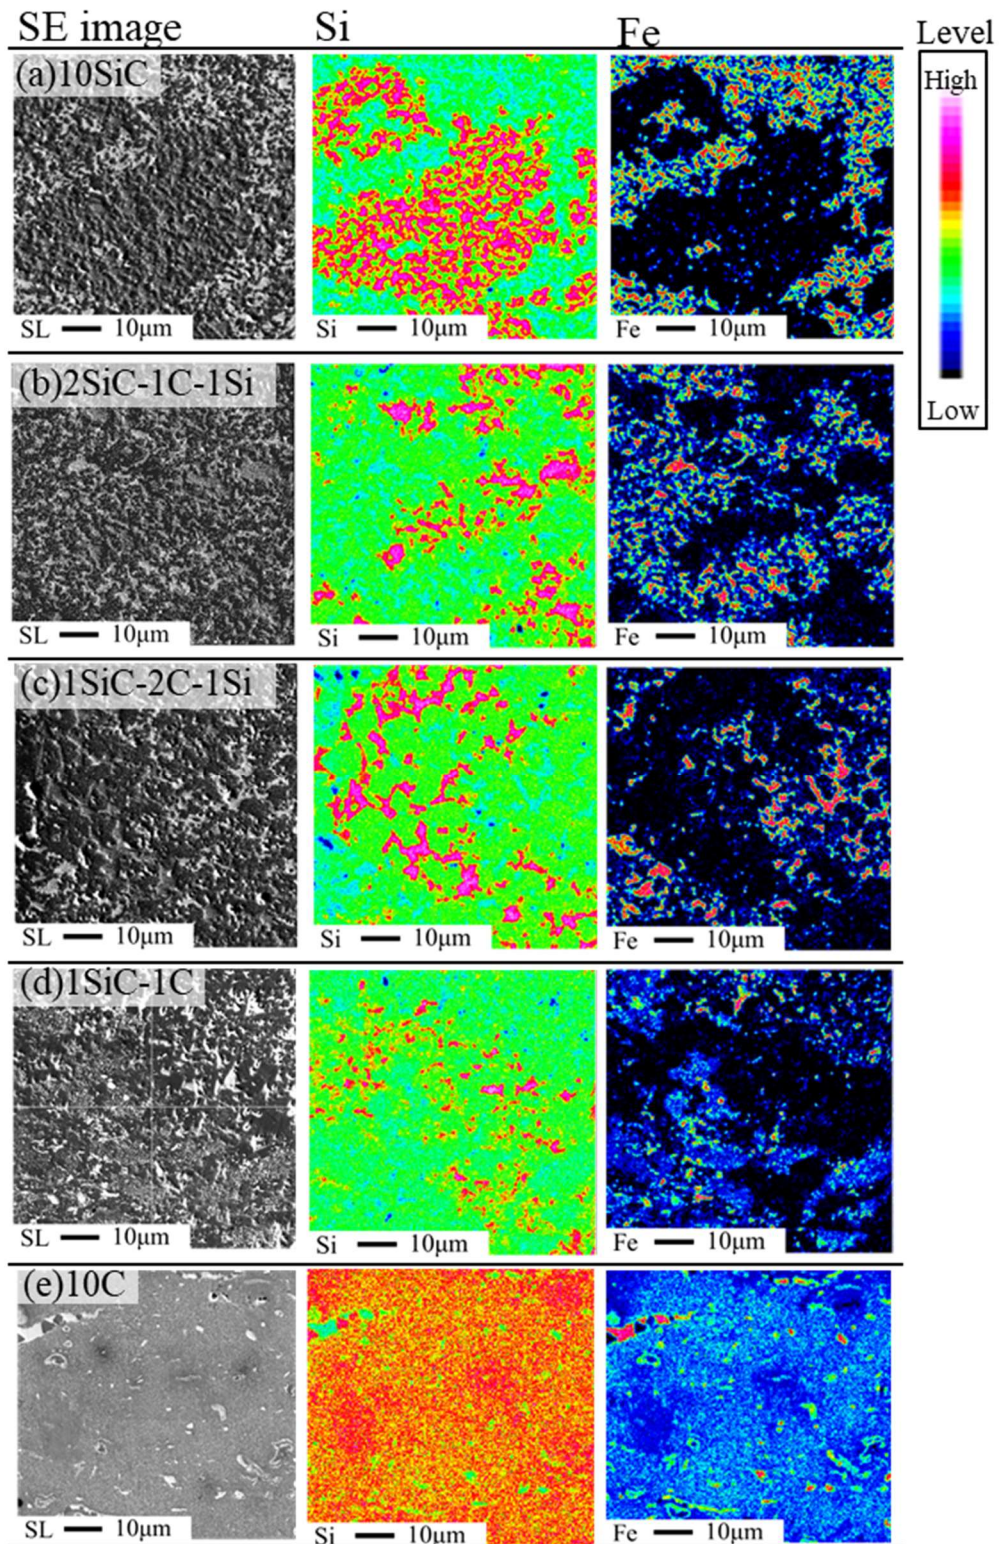 SE image Si Fe Level
(a)10SiC
High
SL 10μm Si 10μm Fe 10μm
(b)2SiC-1C-1Si
Low
SL 10μm Si 10μm Fe 10μm
(c)1SiC-2C-1Si
SL 10μm Si 10μm Fe 10μm
(d)1SiC-1C
SL 10μm Si 10μm Fe 10μm
(e)10C
SL 10μm Si 10μm Fe 10μm